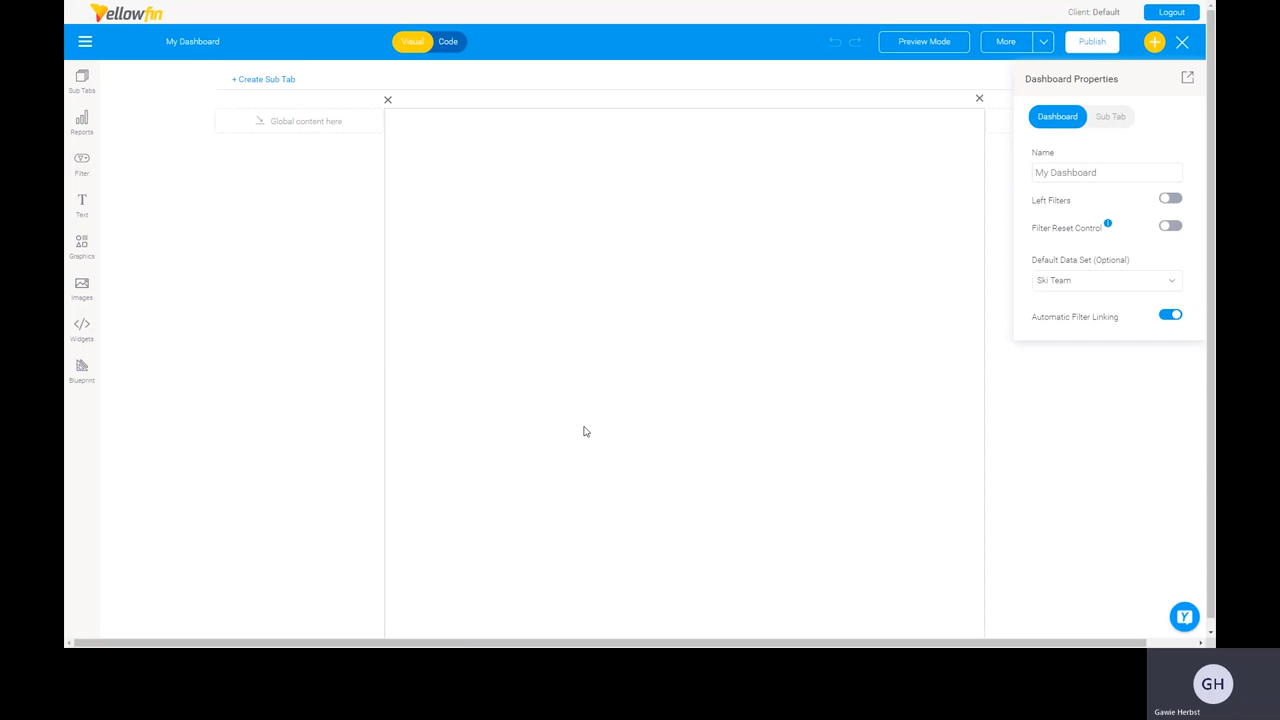 Yellowfin
Client: Default
Logout
My Dashboard
Visual
Code
Preview Mode
More
Publish
+ Create Sub Tab
Global content here
Sub Tabs
Reports
Filter
T
Text
Graphics
Images
Widgets
Blueprint
Dashboard Properties
Dashboard
Sub Tab
Name
My Dashboard
Left Filters
Filter Reset Control
Default Data Set (Optional)
Ski Team
Automatic Filter Linking
Y
GH
Gawie Herbst